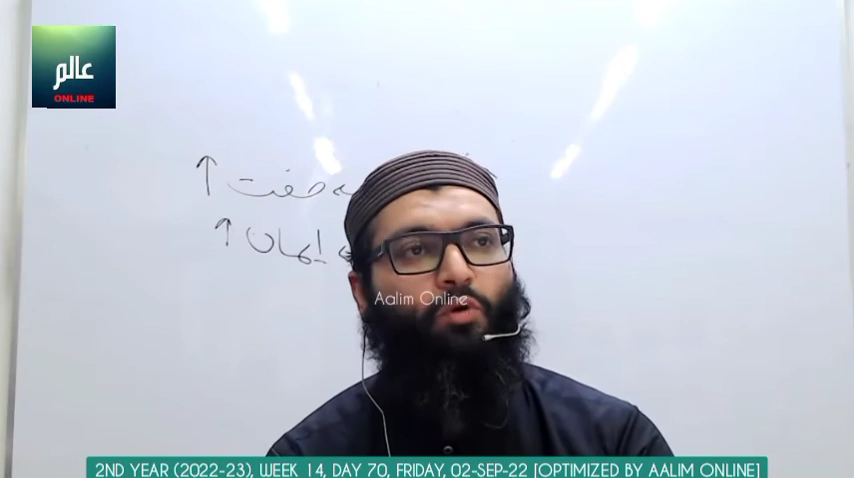 عالم
ONLINE
صفت ↑
ایمان ↑
Aalim Online
2ND YEAR (2022-23), WEEK 14, DAY 70, FRIDAY, 02-SEP-22 [OPTIMIZED BY AALIM ONLINE]